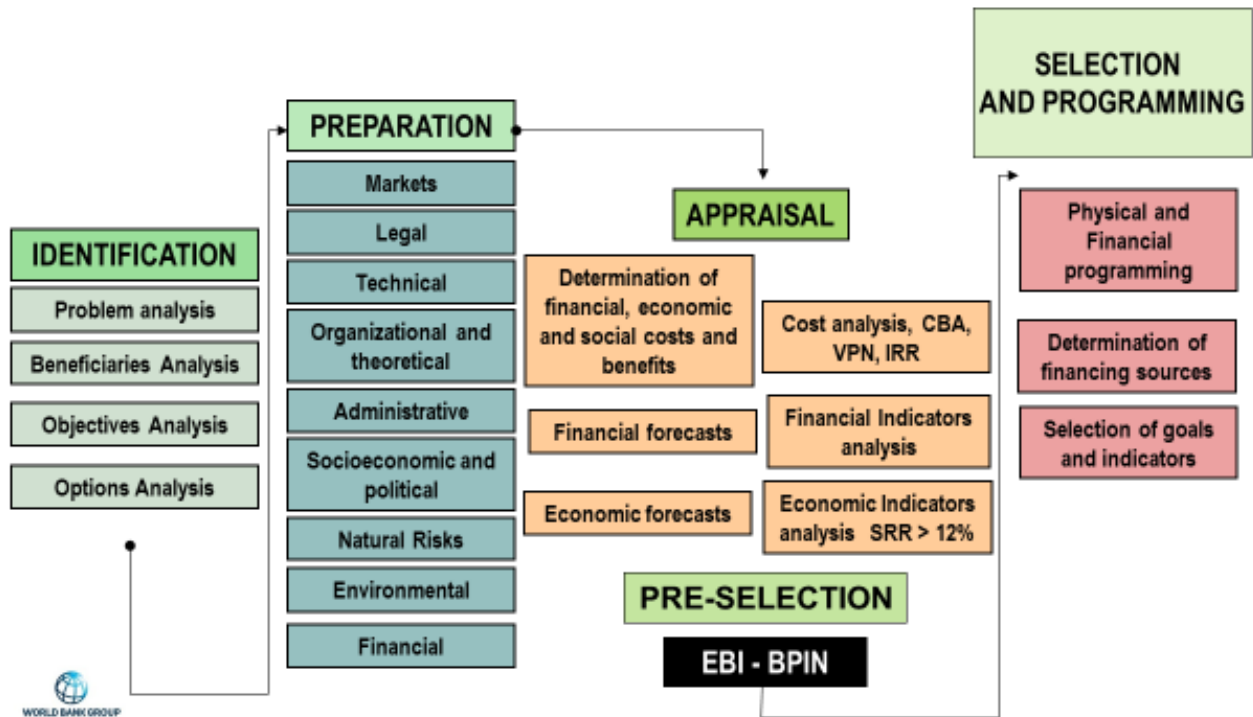 IDENTIFICATION
Problem analysis
Beneficiaries Analysis
Objectives Analysis
Options Analysis
PREPARATION
Markets
Legal
Technical
Organizational and
theoretical
Administrative
Socioeconomic and
political
Natural Risks
Environmental
Financial
APPRAISAL
Determination of
financial, economic
and social costs and
benefits
Financial forecasts
Economic forecasts
Cost analysis, CBA,
VPN, IRR
Financial Indicators
analysis
Economic Indicators
analysis SRR > 12%
PRE-SELECTION
EBI - BPIN
SELECTION
AND PROGRAMMING
Physical and
Financial
programming
Determination of
financing sources
Selection of goals
and indicators
WORLD BANK GROUP